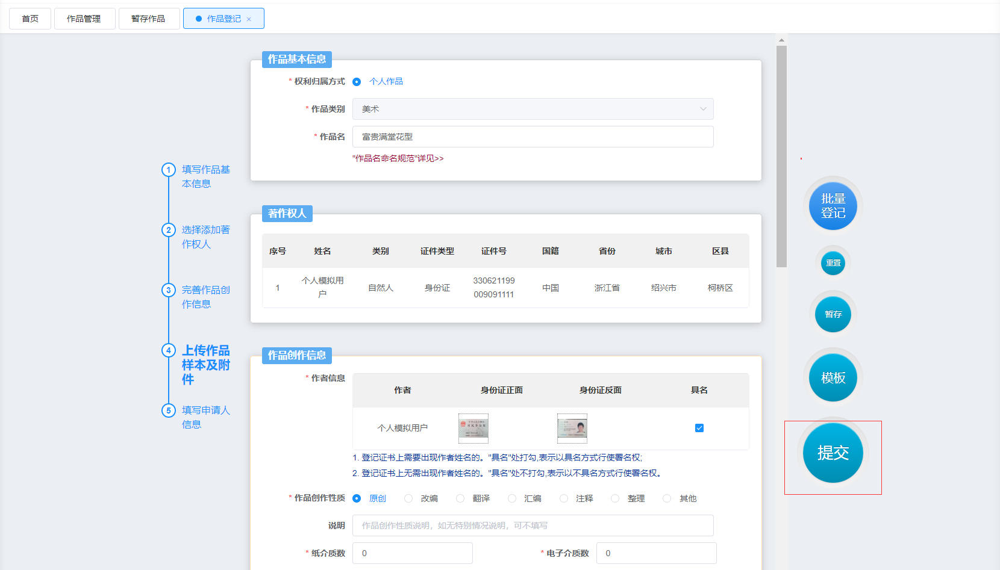 首页 作品管理 暂存作品 作品登记 ×
作品基本信息
* 权利归属方式 个人作品
* 作品类别 美术
* 作品名 富贵满堂花型
"作品名命名规范"详见>>
1 填写作品基
本信息
2 选择添加著
作权人
3 完善作品创
作信息
4 上传作品
样本及附
件
5 填写申请人
信息
著作权人
序号 姓名 类别 证件类型 证件号 国籍 省份 城市 区县
1 个人模拟用
户 自然人 身份证 330621199
009091111 中国 浙江省 绍兴市 柯桥区
作品创作信息
* 作者信息 作者 身份证正面 身份证反面 具名
个人模拟用户
1. 登记证书上需要出现作者姓名的。"具名"处打勾,表示以具名方式行使署名权;
2. 登记证书上无需出现作者姓名的。"具名"处不打勾,表示以不具名方式行使署名权。
* 作品创作性质 原创 改编 翻译 汇编 注释 整理 其他
说明 作品创作性质说明，如无特别情况说明，可不填写
* 纸介质数 0 * 电子介质数 0
批量
登记
重置
暂存
模板
提交